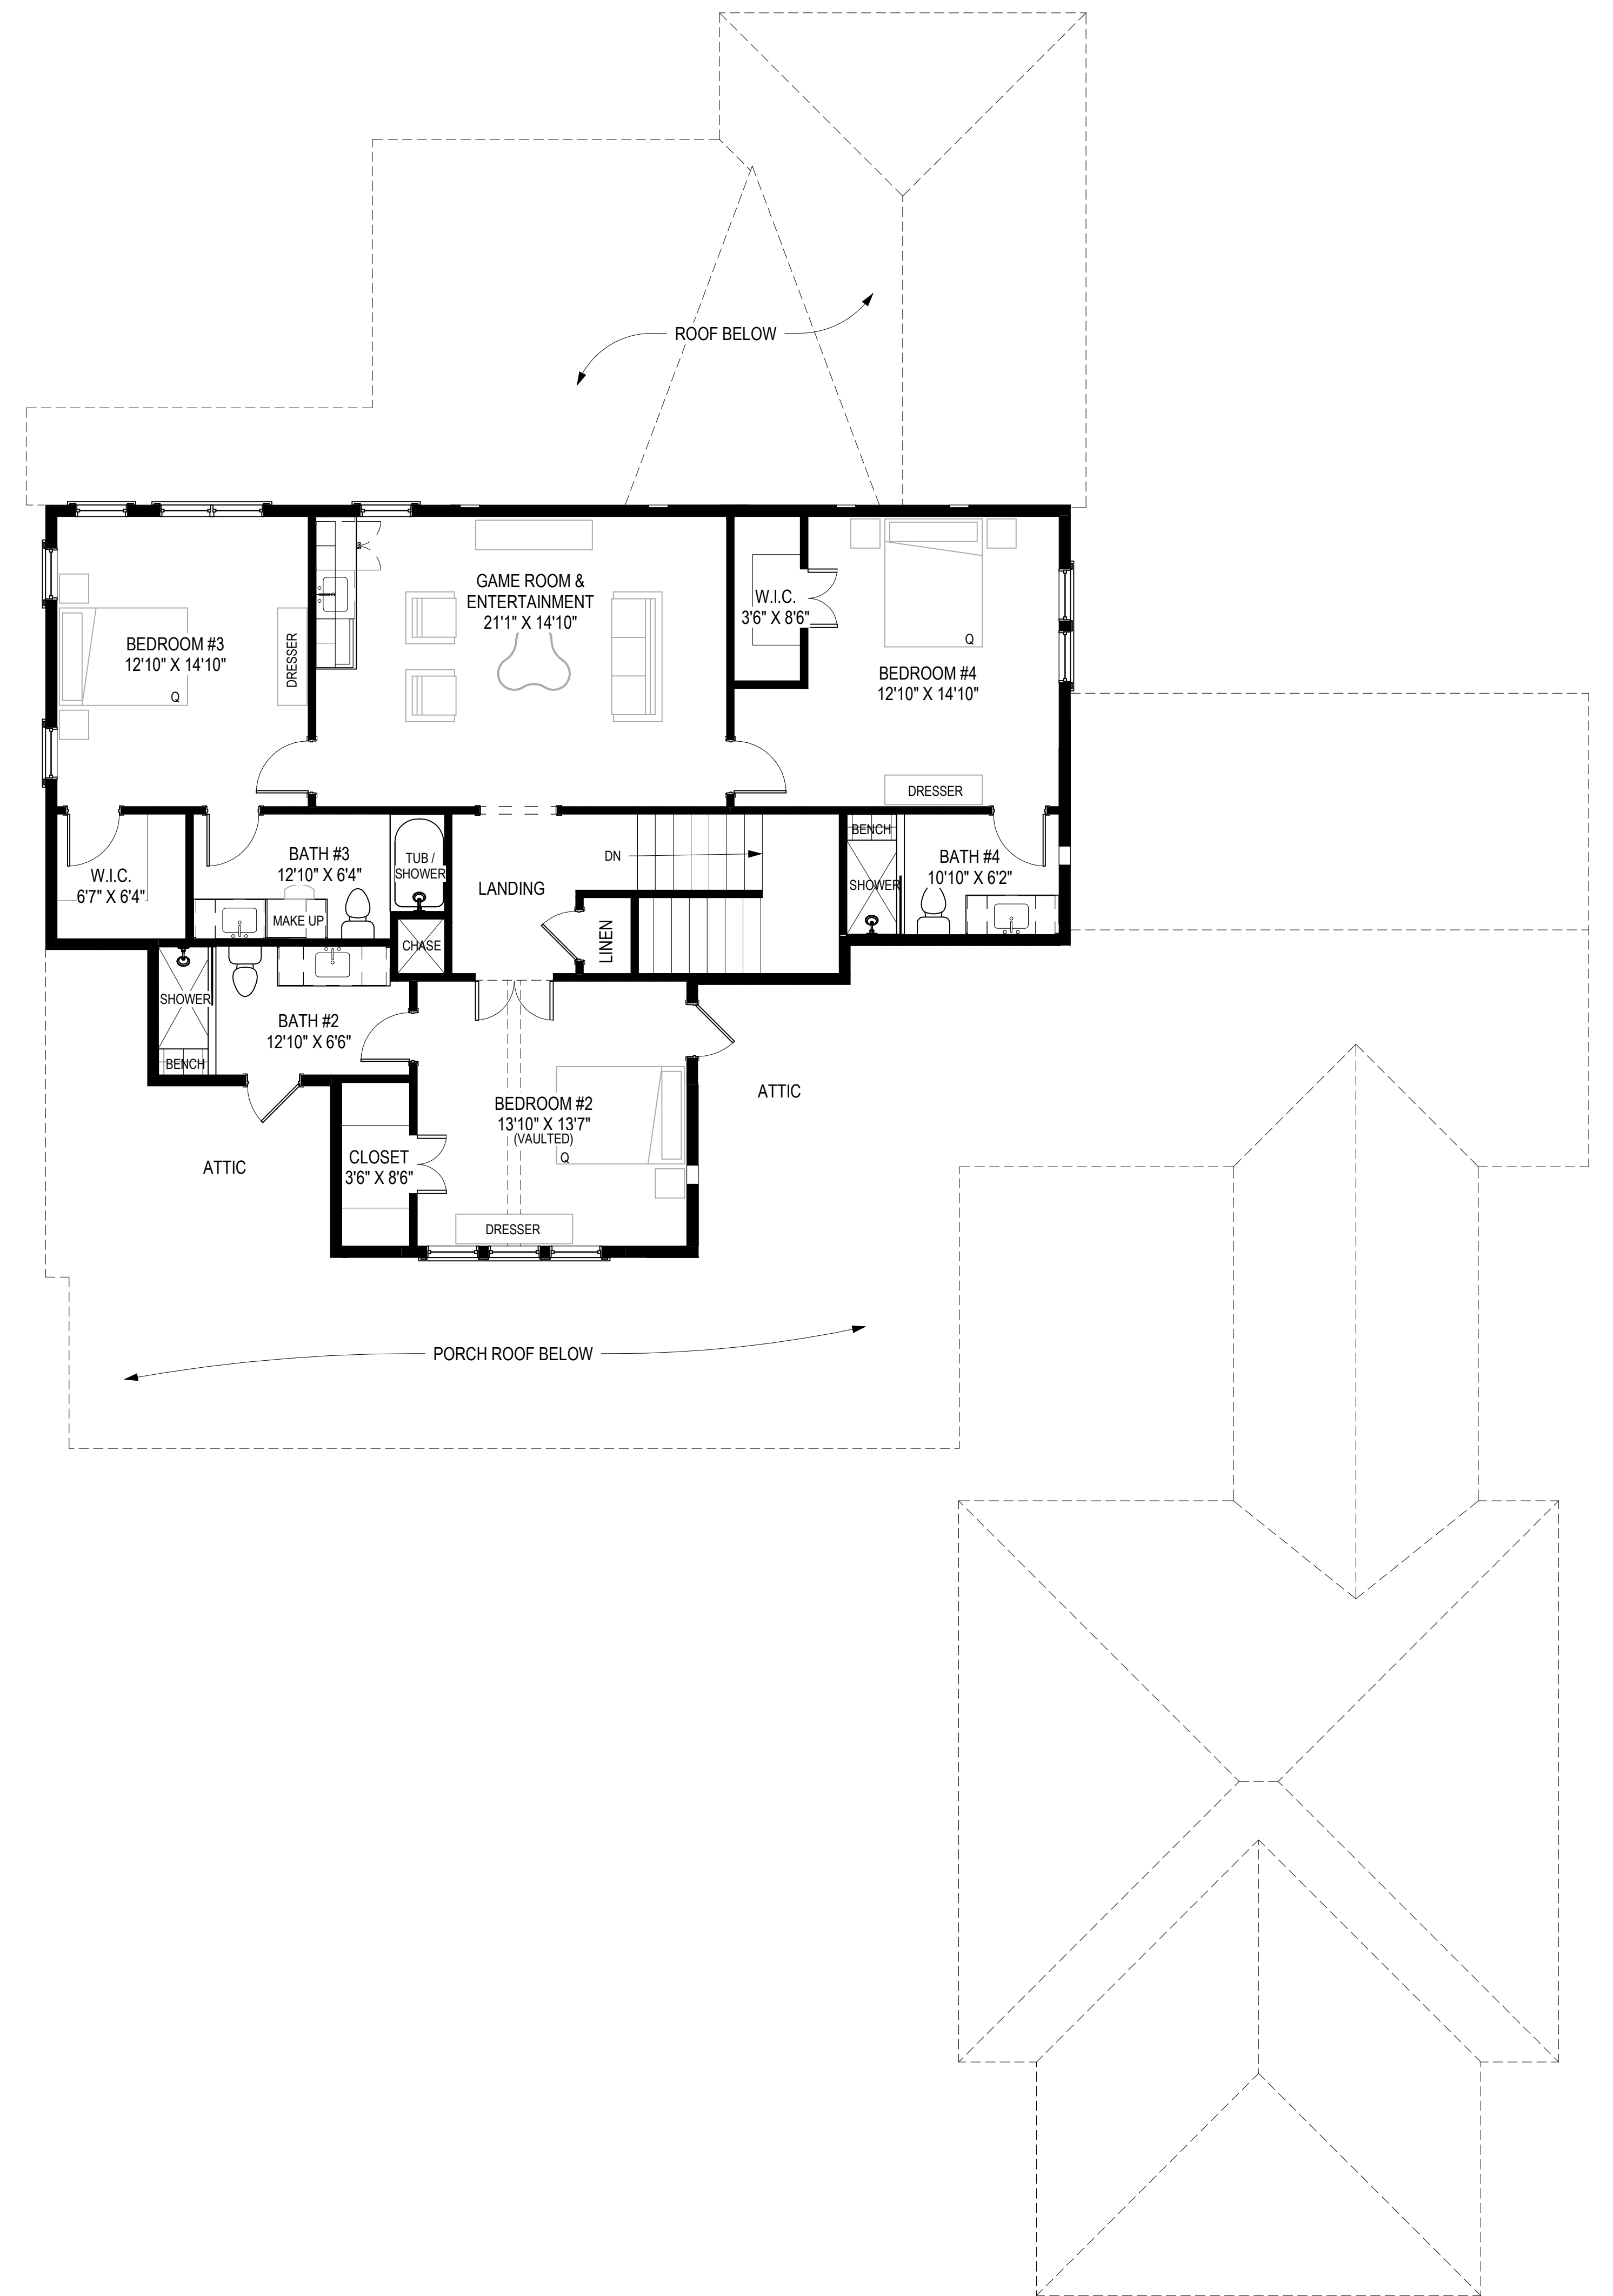 ROOF BELOW
GAME ROOM &
ENTERTAINMENT
21'1" X 14'10"
W.I.C.
3'6" X 8'6"
Q
BEDROOM #3
12'10" X 14'10"
DRESSER
Q
BEDROOM #4
12'10" X 14'10"
DRESSER
W.I.C.
6'7" X 6'4"
BATH #3
12'10" X 6'4"
MAKE UP
TUB /
SHOWER
CHASE
LANDING
DN
LINEN
BENCH
SHOWER
BATH #4
10'10" X 6'2"
SHOWER
BENCH
BATH #2
12'10" X 6'6"
ATTIC
BEDROOM #2
13'10" X 13'7"
(VAULTED)
Q
CLOSET
3'6" X 8'6"
ATTIC
DRESSER
PORCH ROOF BELOW